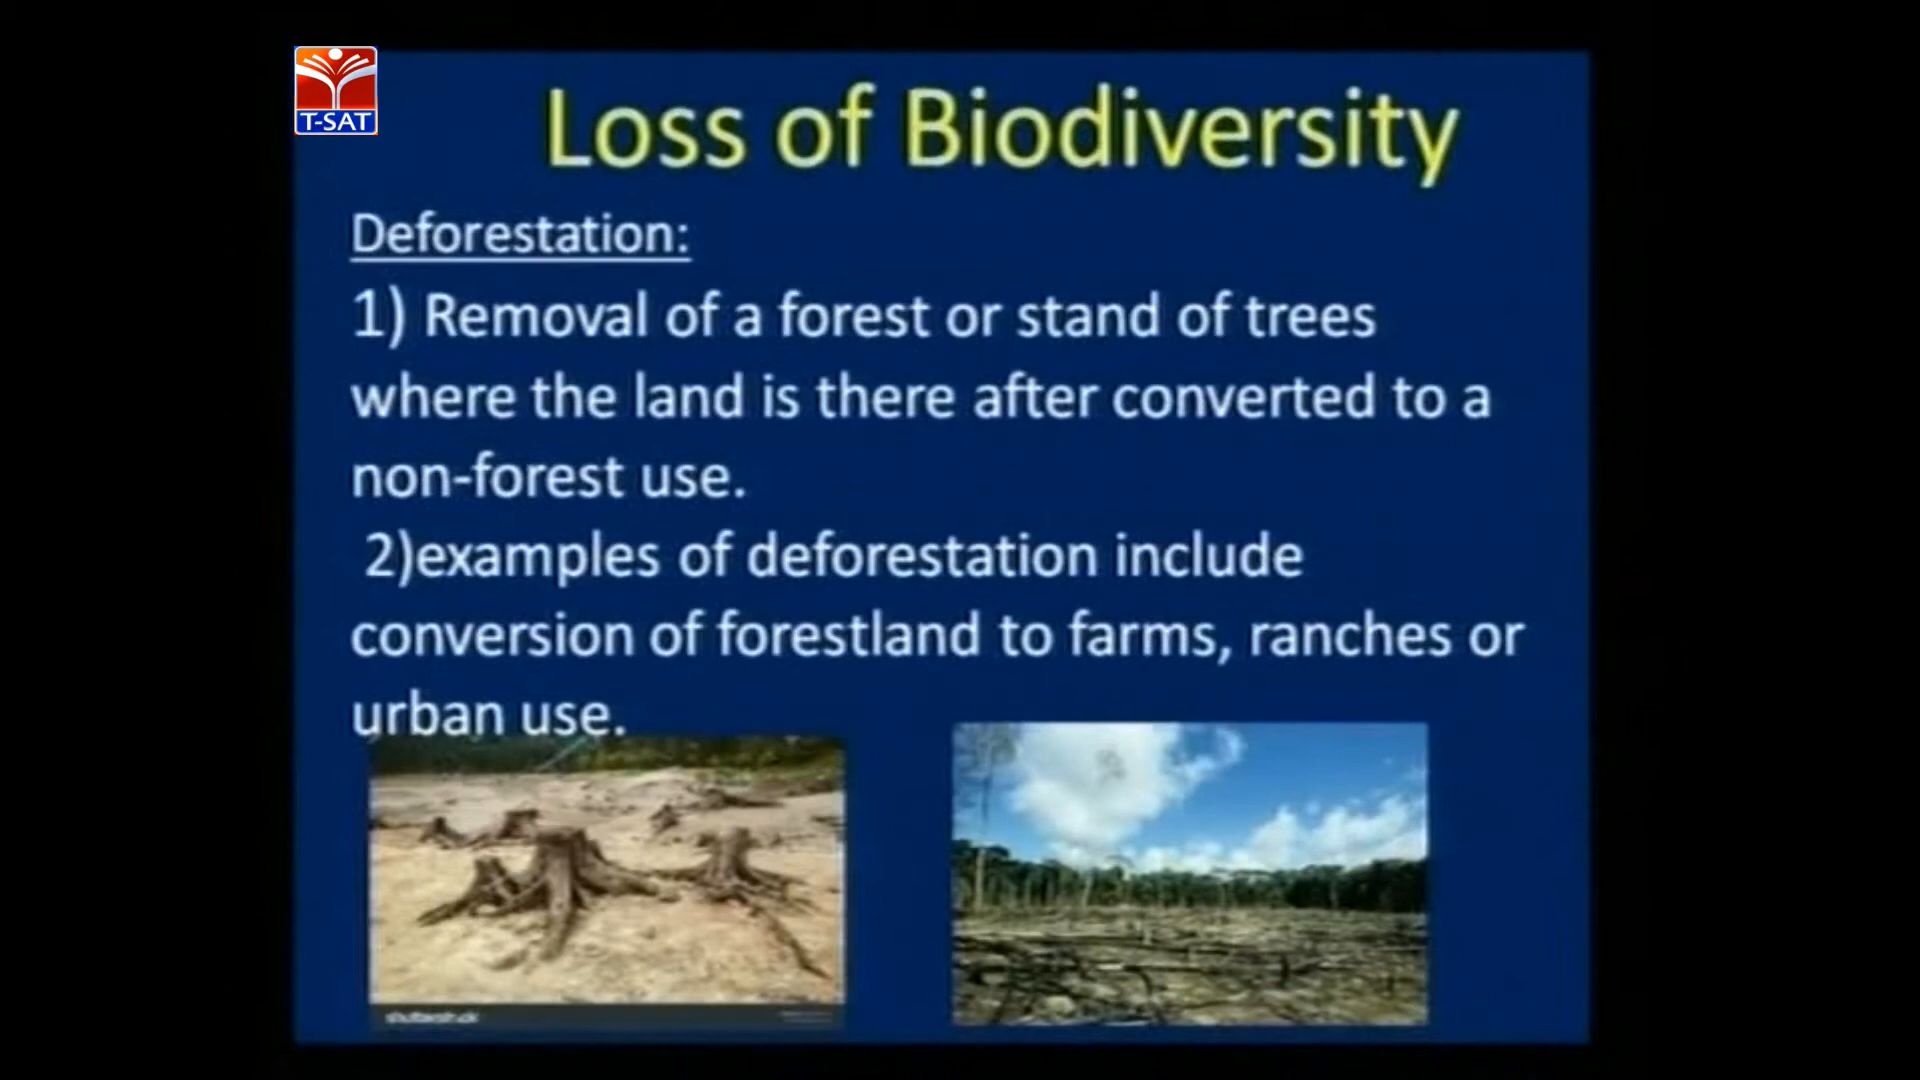 T-SAT
Loss of Biodiversity
Deforestation:
1) Removal of a forest or stand of trees
where the land is there after converted to a
non-forest use.
2)examples of deforestation include
conversion of forestland to farms, ranches or
urban use.